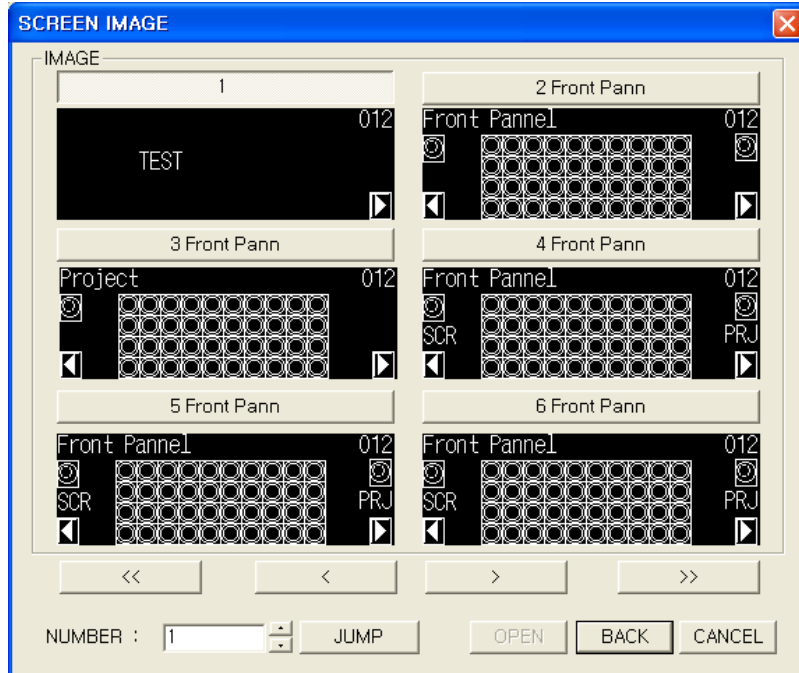 SCREEN IMAGE
IMAGE
1
2 Front Pann
012
TEST
Front Pannel 012
3 Front Pann
4 Front Pann
Project 012
Front Pannel 012
SCR PRJ
5 Front Pann
6 Front Pann
Front Pannel 012
SCR PRJ
Front Pannel 012
SCR PRJ
<< < > >>
NUMBER : 1 JUMP OPEN BACK CANCEL